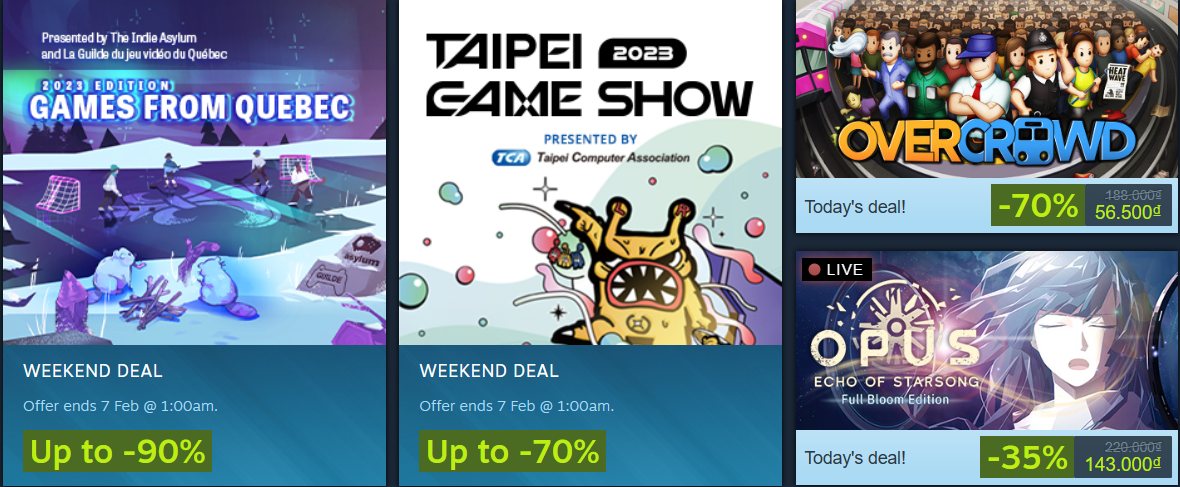 Presented by The Indie Asylum
and La Guilde du jeu vidéo du Québec
2023 EDITION
GAMES FROM QUEBEC
GUILDE
asylum
WEEKEND DEAL
Offer ends 7 Feb @ 1:00am.
Up to -90%
TAIPEI 2023
GAME SHOW
PRESENTED BY
TCA Taipei Computer Association
WEEKEND DEAL
Offer ends 7 Feb @ 1:00am.
Up to -70%
HEAT
WAVE
OVERCROWD
Today's deal!
-70%
188.000₫
56.500₫
LIVE
OPUS
ECHO OF STARSONG
Full Bloom Edition
Today's deal!
-35%
220.000₫
143.000₫